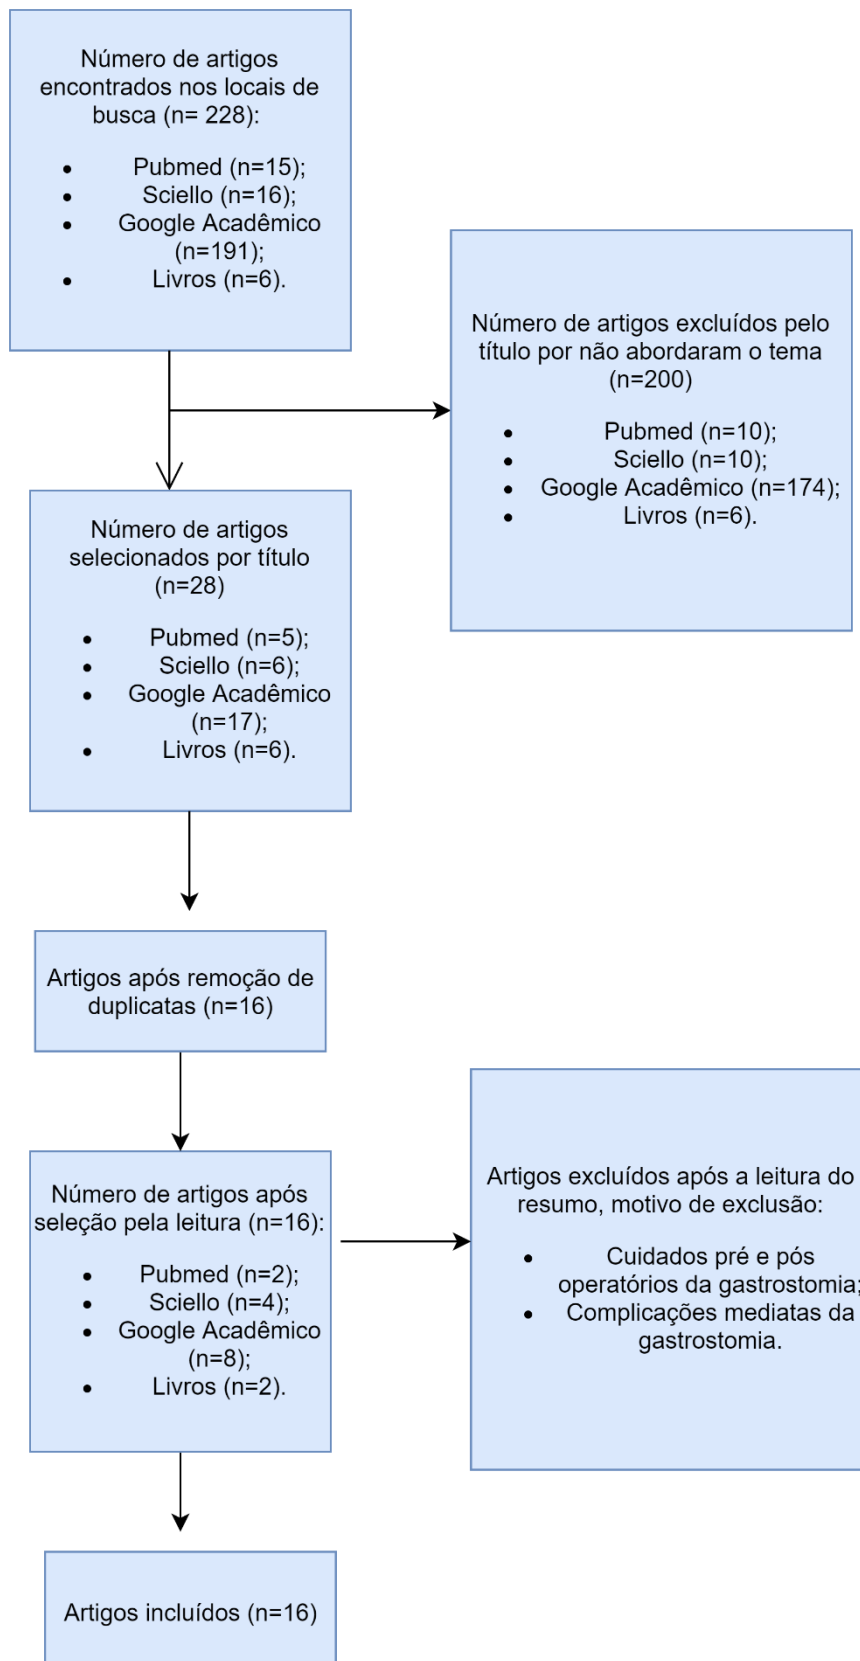 Número de artigos
encontrados nos locais de
busca (n= 228):
• Pubmed (n=15);
• Sciello (n=16);
• Google Acadêmico
(n=191);
• Livros (n=6).
Número de artigos excluídos pelo
título por não abordaram o tema
(n=200)
• Pubmed (n=10);
• Sciello (n=10);
• Google Acadêmico (n=174);
• Livros (n=6).
Número de artigos
selecionados por título
(n=28)
• Pubmed (n=5);
• Sciello (n=6);
• Google Acadêmico
(n=17);
• Livros (n=6).
Artigos após remoção de
duplicatas (n=16)
Número de artigos após
seleção pela leitura (n=16):
• Pubmed (n=2);
• Sciello (n=4);
• Google Acadêmico
(n=8);
• Livros (n=2).
Artigos excluídos após a leitura do
resumo, motivo de exclusão:
• Cuidados pré e pós
operatórios da gastrostomia;
• Complicações mediatas da
gastrostomia.
Artigos incluídos (n=16)